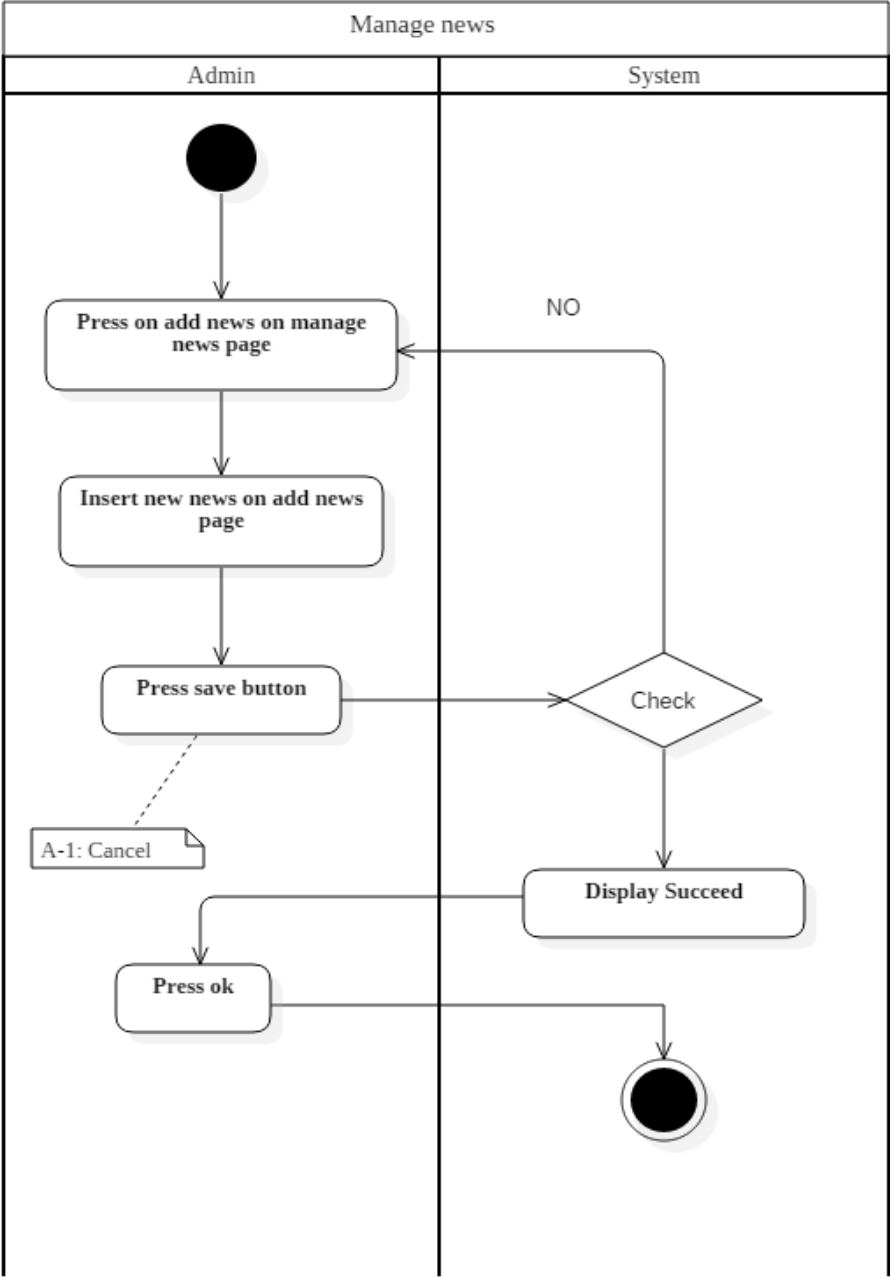 Manage news
Admin
System
Press on add news on manage
news page
NO
Insert new news on add news
page
Press save button
Check
A-1: Cancel
Display Succeed
Press ok